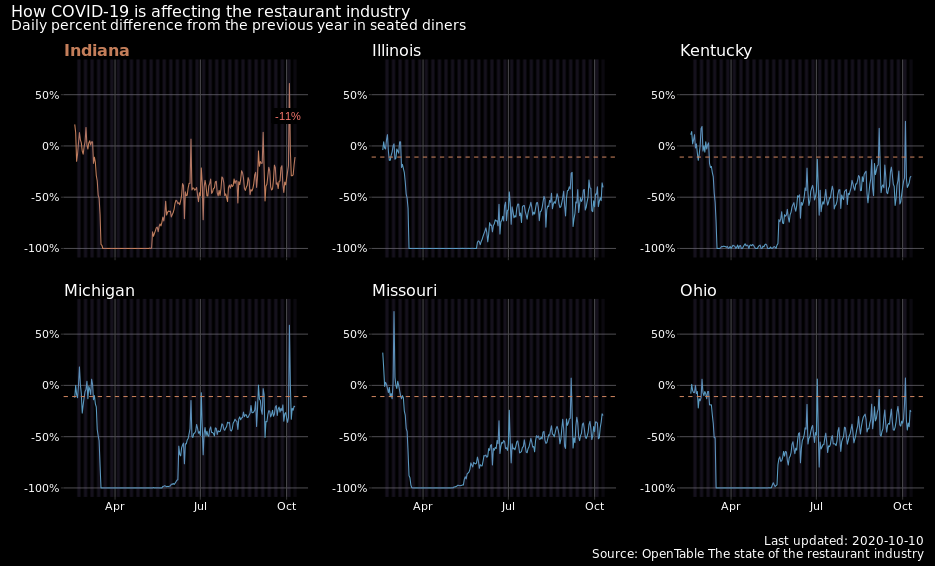 How COVID-19 is affecting the restaurant industry
Daily percent difference from the previous year in seated diners
Indiana
Illinois
Kentucky
50%
0%
-50%
-100%
-11%
50%
0%
-50%
-100%
50%
0%
-50%
-100%
Michigan
Missouri
Ohio
50%
0%
-50%
-100%
50%
0%
-50%
-100%
50%
0%
-50%
-100%
Apr Jul Oct
Apr Jul Oct
Apr Jul Oct
Last updated: 2020-10-10
Source: OpenTable The state of the restaurant industry